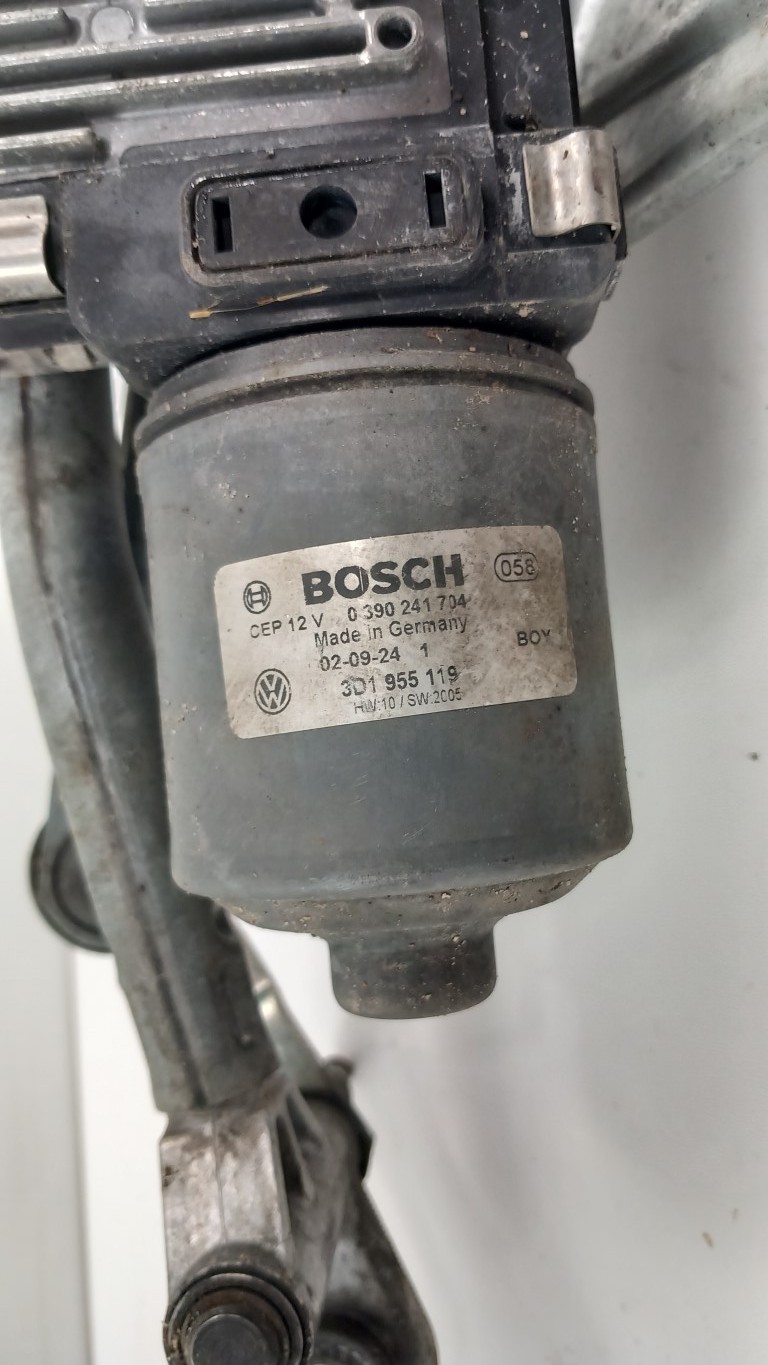 BOSCH 058
CEP 12 V 0 390 241 704
Made in Germany
BOY
02-09-24 1
VW 3D1 955 119
HW:10 / SW:2005